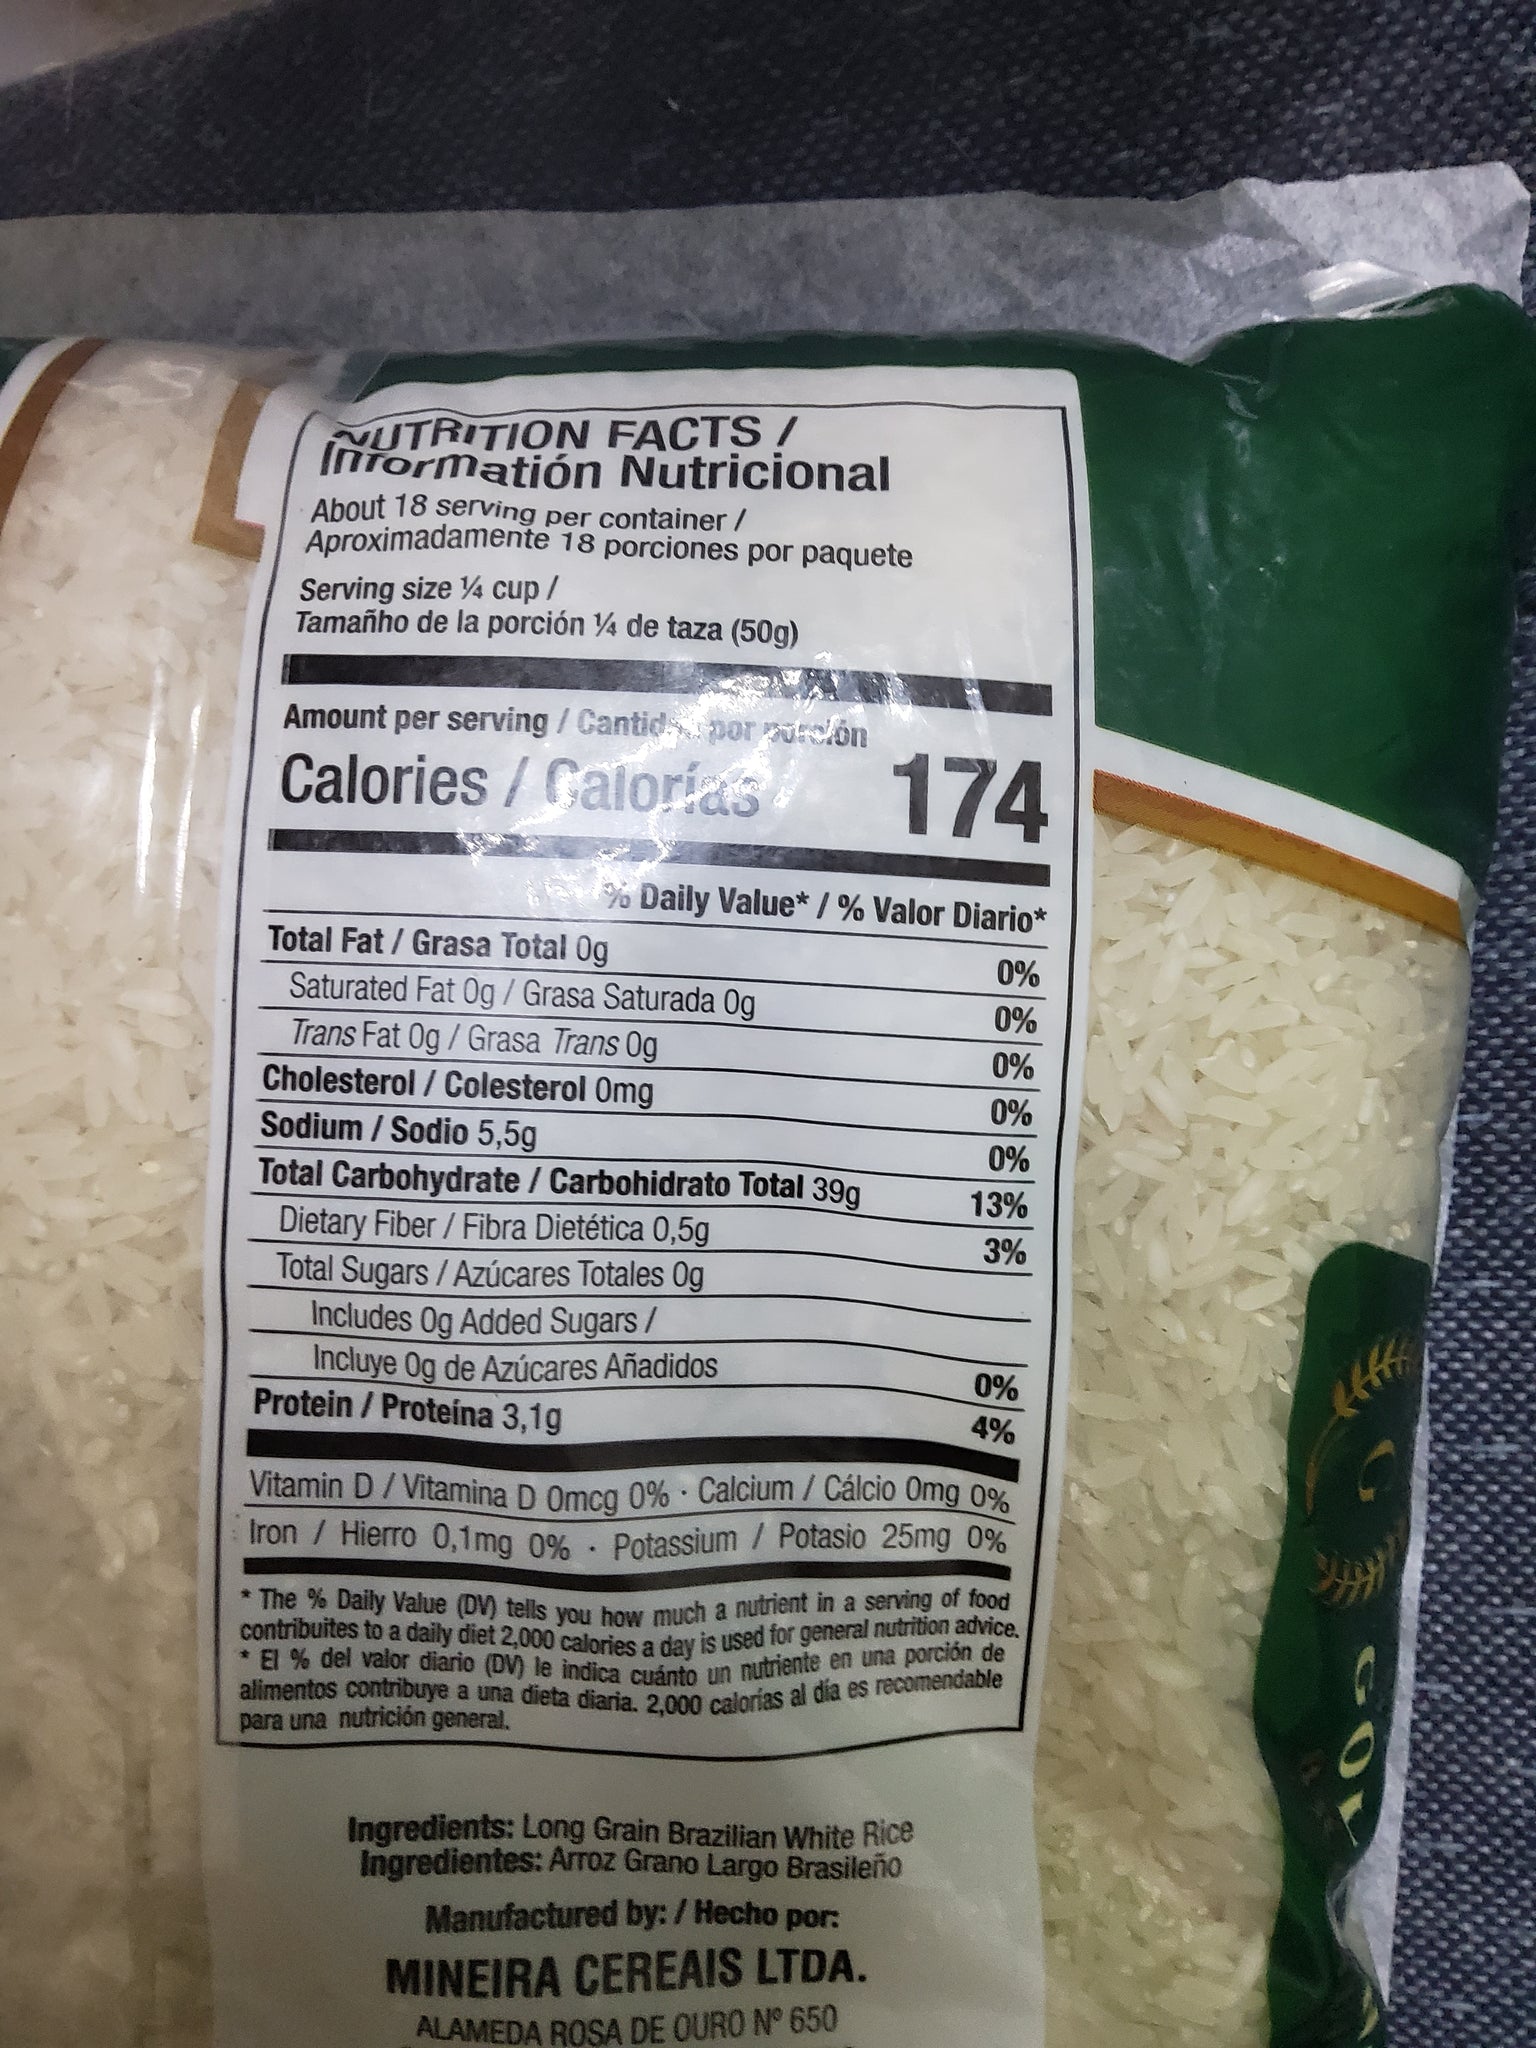 NUTRITION FACTS /
Informatión Nutricional
About 18 serving per container /
Aproximadamente 18 porciones por paquete
Serving size ¼ cup /
Tamañho de la porción ¼ de taza (50g)
Amount per serving / Cantidad por porción
Calories / Calorías 174
% Daily Value* / % Valor Diario*
Total Fat / Grasa Total 0g 0%
Saturated Fat 0g / Grasa Saturada 0g 0%
Trans Fat 0g / Grasa Trans 0g 0%
Cholesterol / Colesterol 0mg 0%
Sodium / Sodio 5,5g 0%
Total Carbohydrate / Carbohidrato Total 39g 13%
Dietary Fiber / Fibra Dietética 0,5g 3%
Total Sugars / Azúcares Totales 0g
Includes 0g Added Sugars /
Incluye 0g de Azúcares Añadidos 0%
Protein / Proteína 3,1g 4%
Vitamin D / Vitamina D 0mcg 0% · Calcium / Cálcio 0mg 0%
Iron / Hierro 0,1mg 0% · Potassium / Potasio 25mg 0%
* The % Daily Value (DV) tells you how much a nutrient in a serving of food
contribuites to a daily diet 2,000 calories a day is used for general nutrition advice.
* El % del valor diario (DV) le indica cuánto un nutriente en una porción de
alimentos contribuye a una dieta diaria. 2,000 calorías al día es recomendable
para una nutrición general.
Ingredients: Long Grain Brazilian White Rice
Ingredientes: Arroz Grano Largo Brasileño
Manufactured by: / Hecho por:
MINEIRA CEREAIS LTDA.
ALAMEDA ROSA DE OURO Nº 650